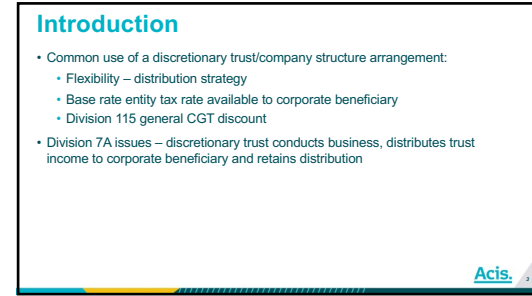 Introduction
• Common use of a discretionary trust/company structure arrangement:
• Flexibility – distribution strategy
• Base rate entity tax rate available to corporate beneficiary
• Division 115 general CGT discount
• Division 7A issues – discretionary trust conducts business, distributes trust
income to corporate beneficiary and retains distribution
Acis.